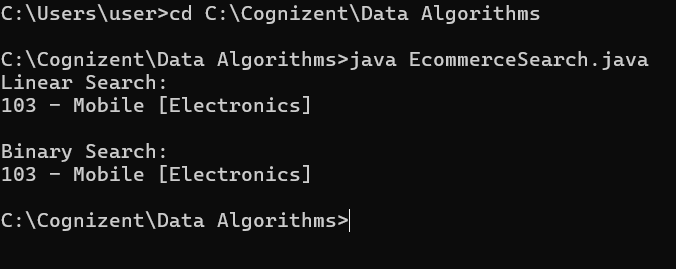 C:\Users\user>cd C:\Cognizent\Data Algorithms
C:\Cognizent\Data Algorithms>java EcommerceSearch.java
Linear Search:
103 - Mobile [Electronics]
Binary Search:
103 - Mobile [Electronics]
C:\Cognizent\Data Algorithms>